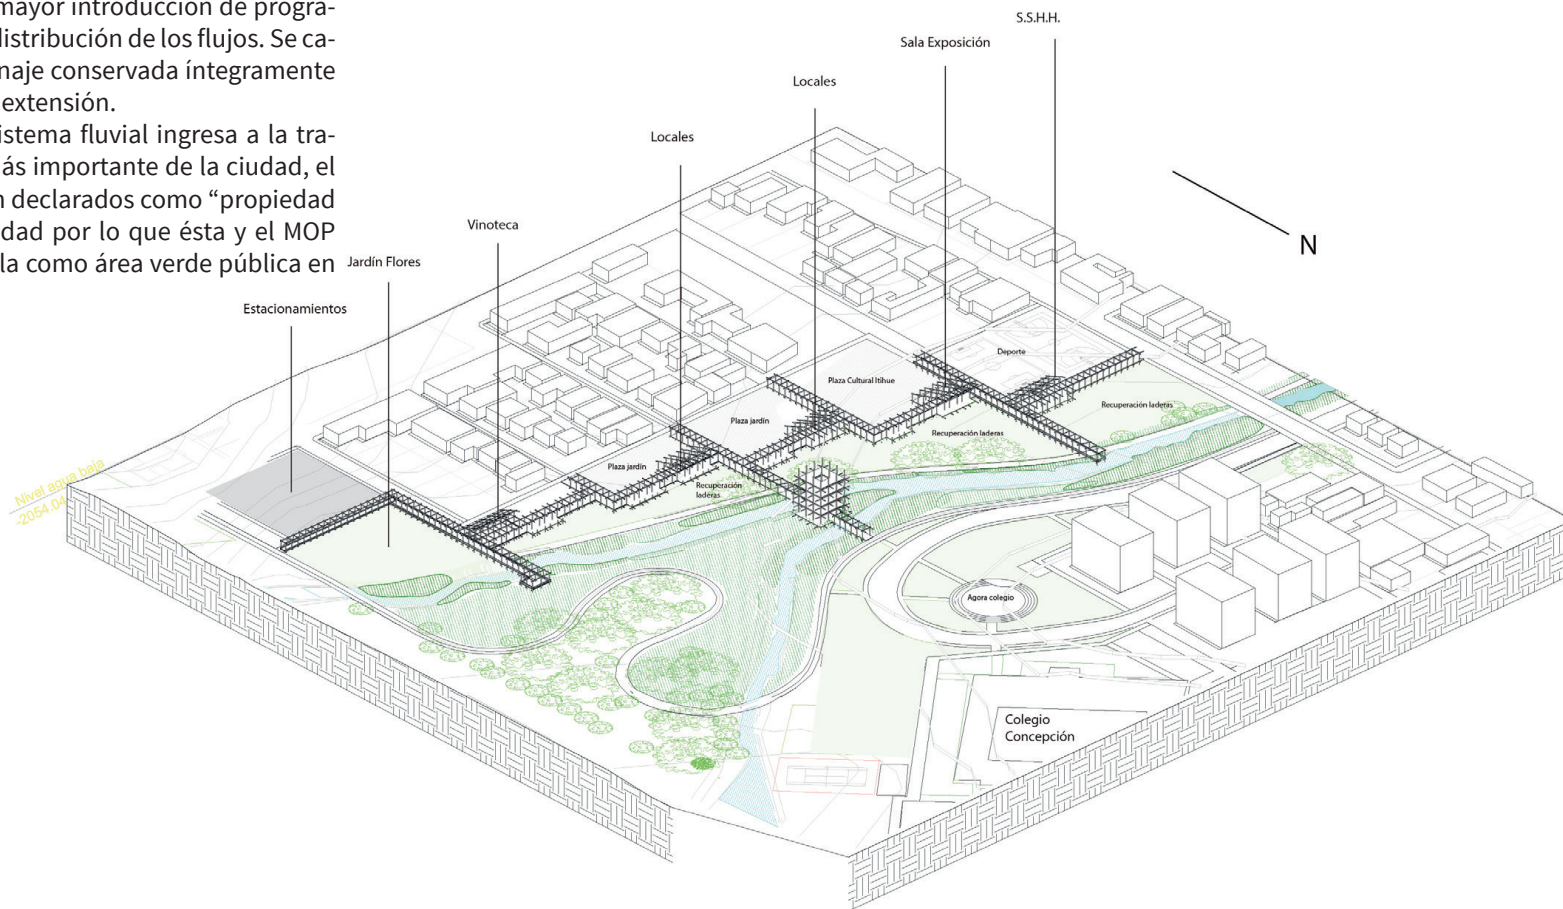 mayor introducción de progra-
distribución de los flujos. Se ca-
naje conservada íntegramente
extensión.
istema fluvial ingresa a la tra-
ás importante de la ciudad, el
n declarados como “propiedad
dad por lo que ésta y el MOP
la como área verde pública en
S.S.H.H.
Sala Exposición
Locales
Locales
Vinoteca
Jardín Flores
Estacionamientos
N
Deporte
Plaza Cultural Itihue
Recuperación laderas
Plaza jardín
Recuperación laderas
Plaza jardín
Recuperación
laderas
Nivel agua baja
-2054.04
Agora colegio
Colegio
Concepción